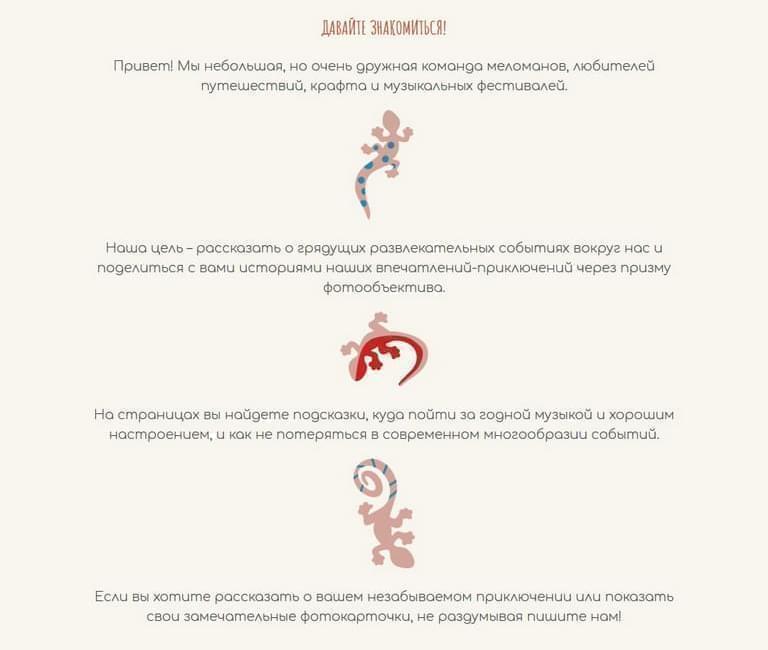 ДАВАЙТЕ ЗНАКОМИТЬСЯ!
Привет! Мы небольшая, но очень дружная команда меломанов, любителей
путешествий, крафта и музыкальных фестивалей.
Наша цель – рассказать о грядущих развлекательных событиях вокруг нас и
поделиться с вами историями наших впечатлений-приключений через призму
фотообъектива.
На страницах вы найдете подсказки, куда пойти за годной музыкой и хорошим
настроением, и как не потеряться в современном многообразии событий.
Если вы хотите рассказать о вашем незабываемом приключении или показать
свои замечательные фотокарточки, не раздумывая пишите нам!